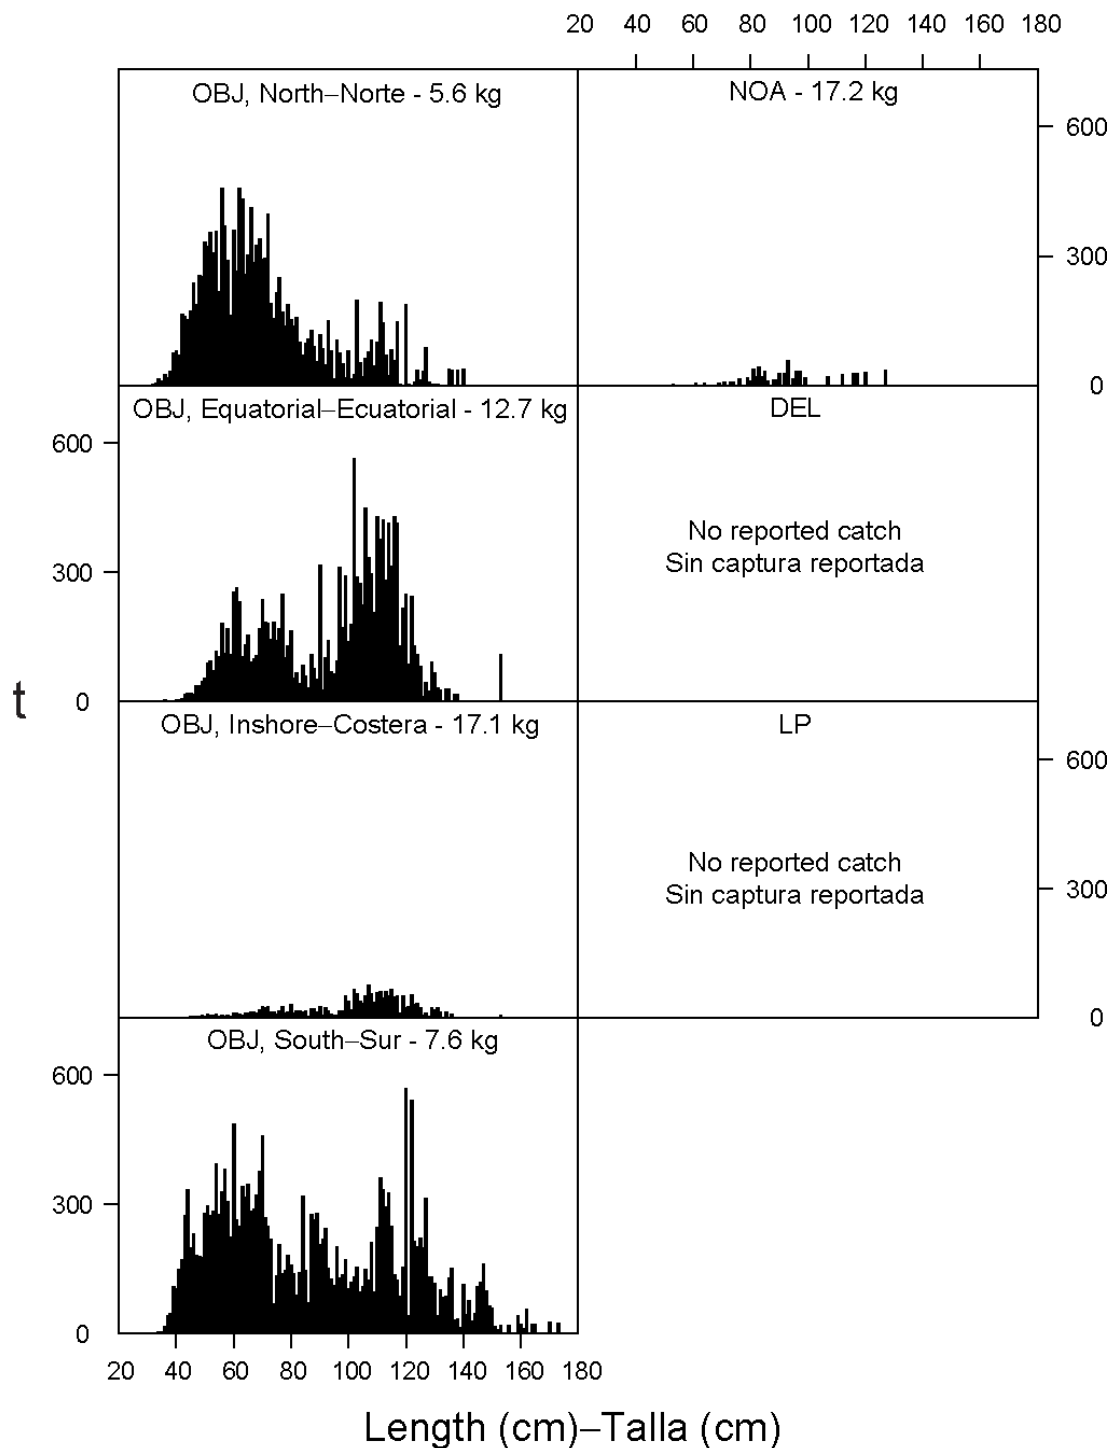 20 40 60 80 100 120 140 160 180
OBJ, North–Norte - 5.6 kg
NOA - 17.2 kg
600
300
0
OBJ, Equatorial–Ecuatorial - 12.7 kg
DEL
600
300
0
No reported catch
Sin captura reportada
t
OBJ, Inshore–Costera - 17.1 kg
LP
600
300
0
No reported catch
Sin captura reportada
OBJ, South–Sur - 7.6 kg
600
300
0
20 40 60 80 100 120 140 160 180
Length (cm)–Talla (cm)